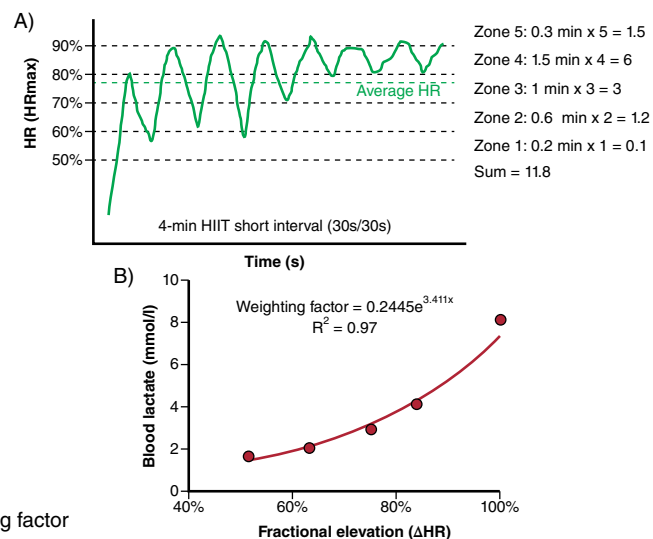 A)
90%
80%
70%
60%
50%
HR (HRmax)
Average HR
4-min HIIT short interval (30s/30s)
Time (s)
Zone 5: 0.3 min x 5 = 1.5
Zone 4: 1.5 min x 4 = 6
Zone 3: 1 min x 3 = 3
Zone 2: 0.6 min x 2 = 1.2
Zone 1: 0.2 min x 1 = 0.1
Sum = 11.8
B)
10
8
6
4
2
0
Blood lactate (mmol/l)
Weighting factor = 0.2445e^3.411x
R^2 = 0.97
40%
60%
80%
100%
Fractional elevation (ΔHR)
g factor